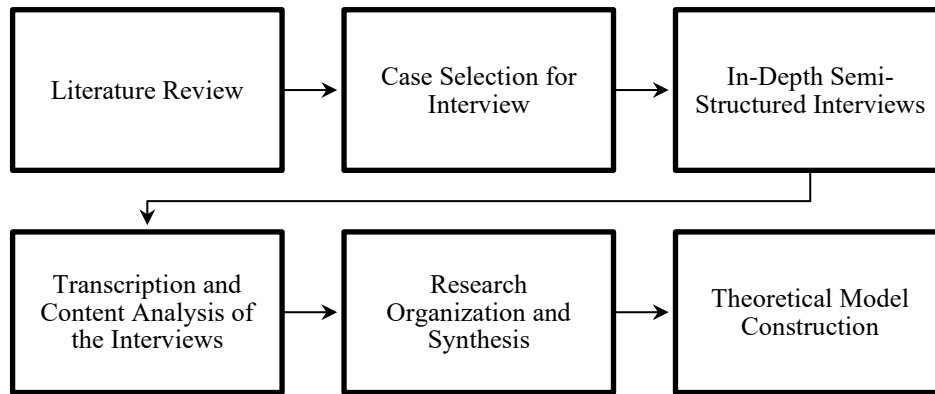 Literature Review
Case Selection for
Interview
In-Depth Semi-
Structured Interviews
Transcription and
Content Analysis of
the Interviews
Research
Organization and
Synthesis
Theoretical Model
Construction